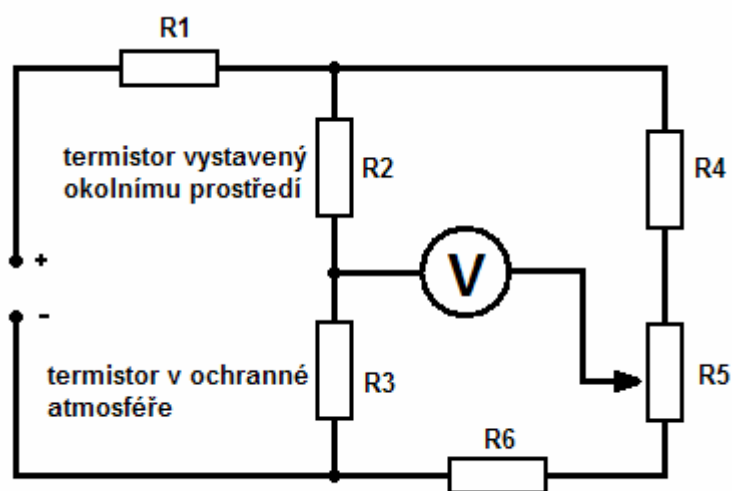 R1
termistor vystavený
okolnímu prostředí
R2
R4
+
V
-
termistor v ochranné
atmosféře
R3
R5
R6